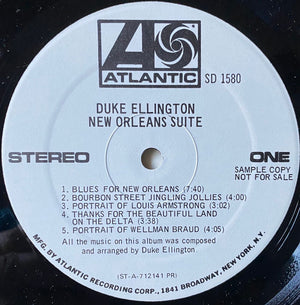 ATLANTIC SD 1580
DUKE ELLINGTON
NEW ORLEANS SUITE
STEREO
ONE
SAMPLE COPY
NOT FOR SALE
1. BLUES FOR NEW ORLEANS (7:40)
2. BOURBON STREET JINGLING JOLLIES (4:00)
3. PORTRAIT OF LOUIS ARMSTRONG (3:02)
4. THANKS FOR THE BEAUTIFUL LAND
ON THE DELTA (3:38)
5. PORTRAIT OF WELLMAN BRAUD (4:05)
All the music on this album was composed
and arranged by Duke Ellington.
(ST-A-712141 PR)
MFG. BY ATLANTIC RECORDING CORP., 1841 BROADWAY, NEW YORK, N.Y.